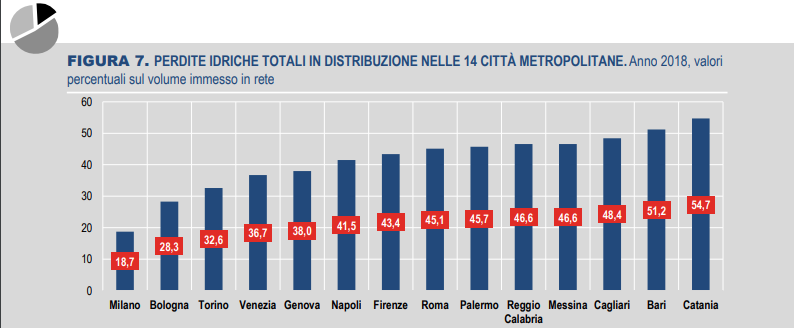 FIGURA 7. PERDITE IDRICHE TOTALI IN DISTRIBUZIONE NELLE 14 CITTÀ METROPOLITANE. Anno 2018, valori
percentuali sul volume immesso in rete
60
50
40
30
20
10
0
18,7
28,3
32,6
36,7
38,0
41,5
43,4
45,1
45,7
46,6
46,6
48,4
51,2
54,7
Milano
Bologna
Torino
Venezia
Genova
Napoli
Firenze
Roma
Palermo
Reggio
Calabria
Messina
Cagliari
Bari
Catania